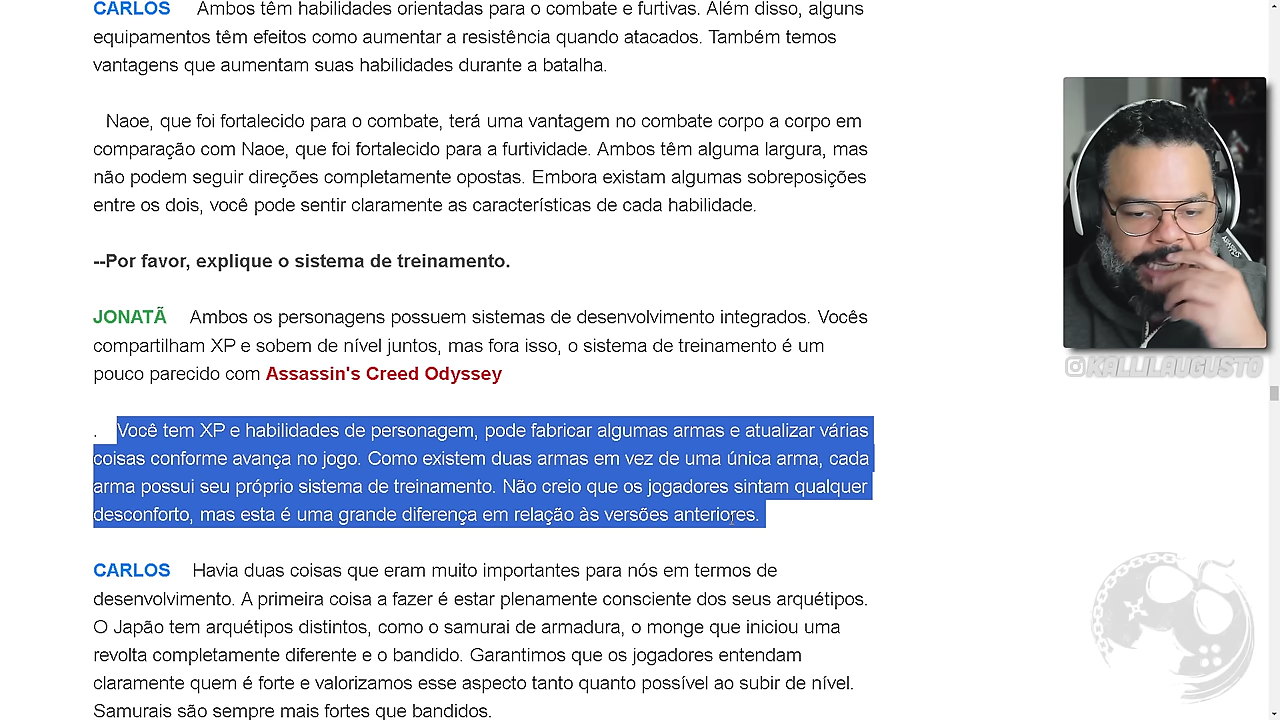 CARLOS Ambos têm habilidades orientadas para o combate e furtivas. Além disso, alguns
equipamentos têm efeitos como aumentar a resistência quando atacados. Também temos
vantagens que aumentam suas habilidades durante a batalha.
Naoe, que foi fortalecido para o combate, terá uma vantagem no combate corpo a corpo em
comparação com Naoe, que foi fortalecido para a furtividade. Ambos têm alguma largura, mas
não podem seguir direções completamente opostas. Embora existam algumas sobreposições
entre os dois, você pode sentir claramente as características de cada habilidade.
--Por favor, explique o sistema de treinamento.
JONATÃ Ambos os personagens possuem sistemas de desenvolvimento integrados. Vocês
compartilham XP e sobem de nível juntos, mas fora isso, o sistema de treinamento é um
pouco parecido com Assassin's Creed Odyssey
. Você tem XP e habilidades de personagem, pode fabricar algumas armas e atualizar várias
coisas conforme avança no jogo. Como existem duas armas em vez de uma única arma, cada
arma possui seu próprio sistema de treinamento. Não creio que os jogadores sintam qualquer
desconforto, mas esta é uma grande diferença em relação às versões anteriores.
CARLOS Havia duas coisas que eram muito importantes para nós em termos de
desenvolvimento. A primeira coisa a fazer é estar plenamente consciente dos seus arquétipos.
O Japão tem arquétipos distintos, como o samurai de armadura, o monge que iniciou uma
revolta completamente diferente e o bandido. Garantimos que os jogadores entendam
claramente quem é forte e valorizamos esse aspecto tanto quanto possível ao subir de nível.
Samurais são sempre mais fortes que bandidos.
KALLILAUGUSTO